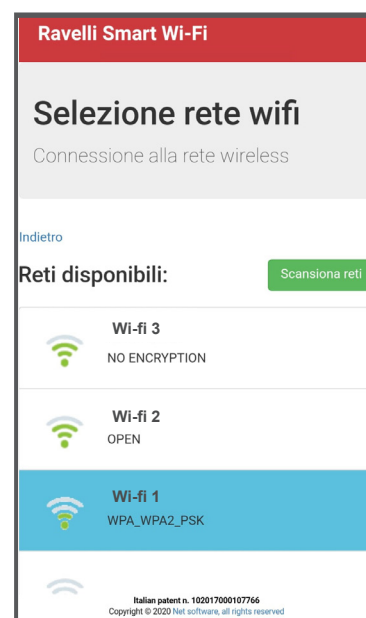 Ravelli Smart Wi-Fi
Selezione rete wifi
Connessione alla rete wireless
Indietro
Reti disponibili:
Scansiona reti
Wi-fi 3
NO ENCRYPTION
Wi-fi 2
OPEN
Wi-fi 1
WPA_WPA2_PSK
Italian patent n. 102017000107766
Copyright © 2020 Net software, all rights reserved